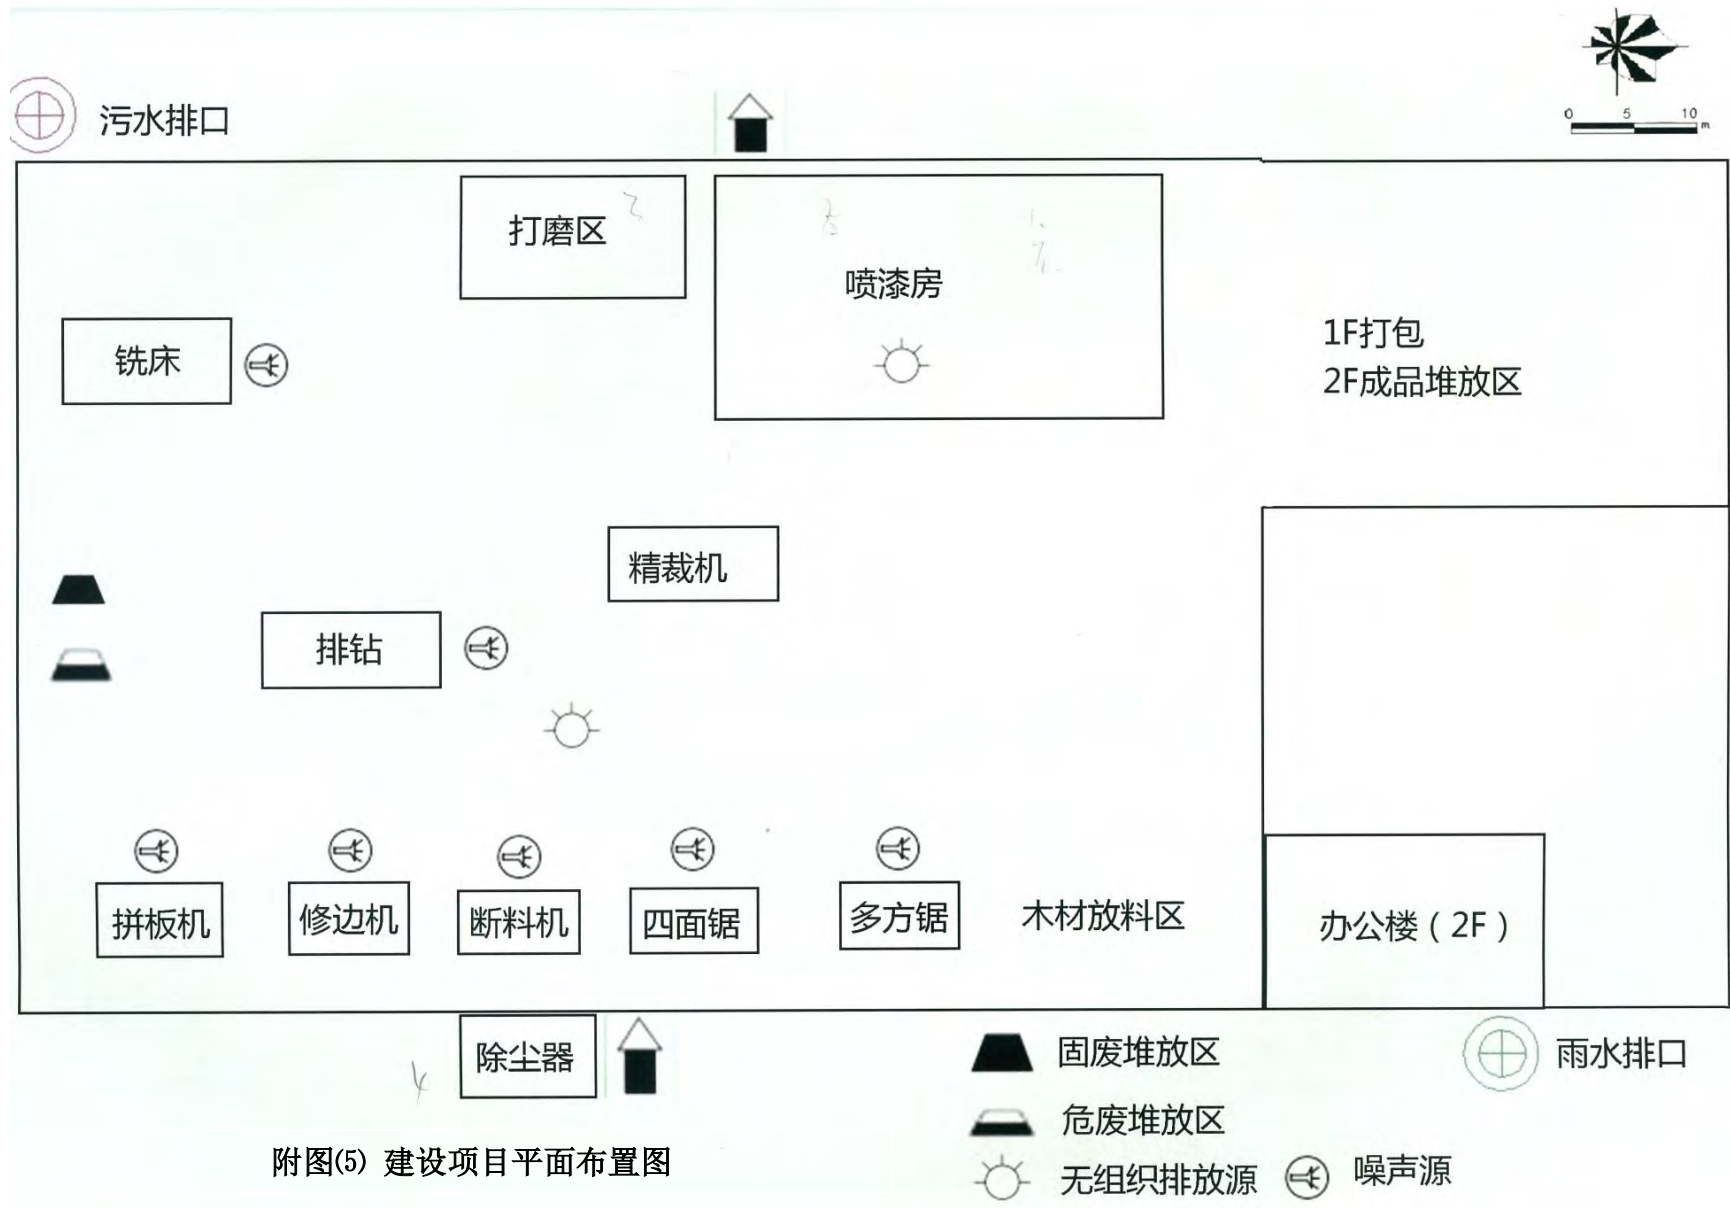 0 5 10
m
污水排口
打磨区
喷漆房
铣床
1F打包
2F成品堆放区
精裁机
排钻
拼板机
修边机
断料机
四面锯
多方锯
木材放料区
办公楼（2F）
除尘器
固废堆放区
雨水排口
危废堆放区
无组织排放源
噪声源
附图(5) 建设项目平面布置图